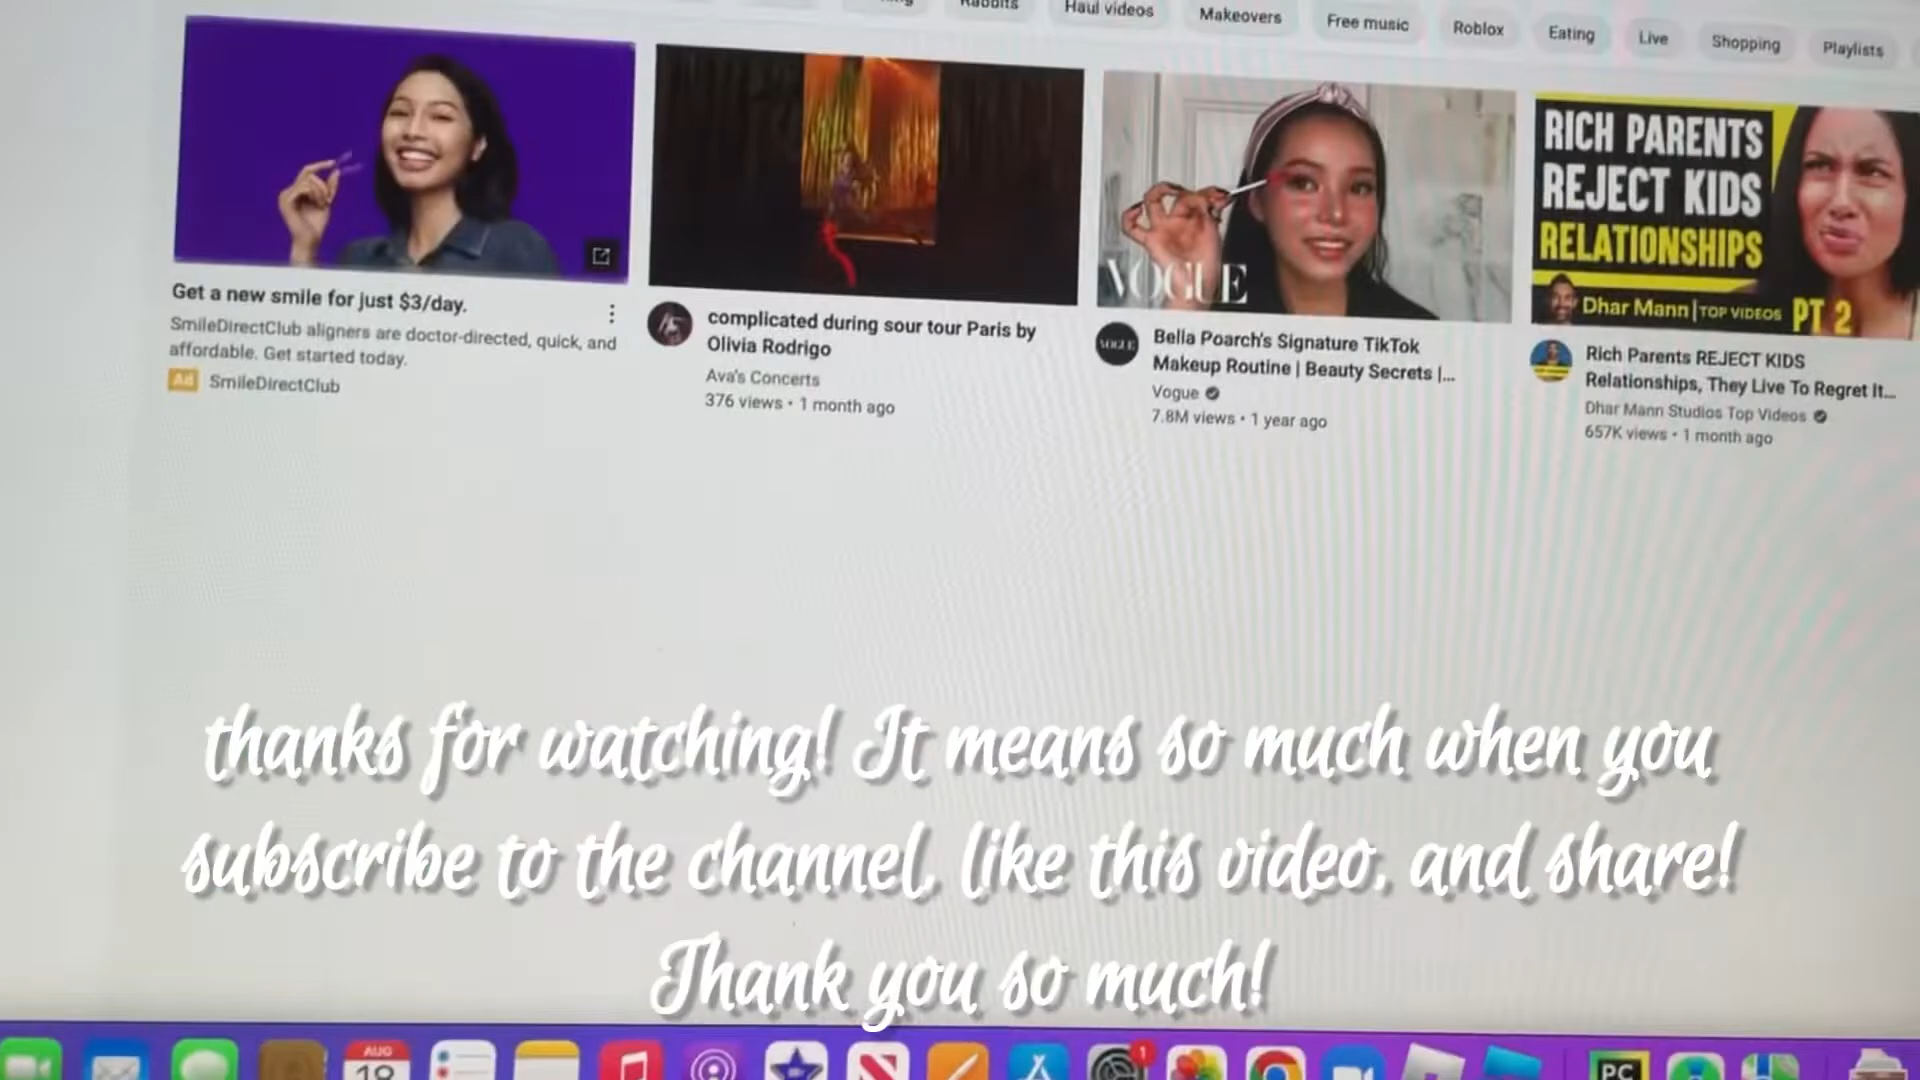 Rabbits
Haul videos
Makeovers
Free music
Roblox
Eating
Live
Shopping
Playlists
VOGUE
RICH PARENTS
REJECT KIDS
RELATIONSHIPS
Dhar Mann | TOP VIDEOS PT 2
Get a new smile for just $3/day.
SmileDirectClub aligners are doctor-directed, quick, and
affordable. Get started today.
Ad SmileDirectClub
complicated during sour tour Paris by
Olivia Rodrigo
Ava's Concerts
376 views • 1 month ago
VOGUE
Bella Poarch's Signature TikTok
Makeup Routine | Beauty Secrets |...
Vogue
7.8M views • 1 year ago
Rich Parents REJECT KIDS
Relationships, They Live To Regret It...
Dhar Mann Studios Top Videos
657K views • 1 month ago
thanks for watching! It means so much when you
subscribe to the channel, like this video, and share!
Thank you so much!
AUG
1
PC